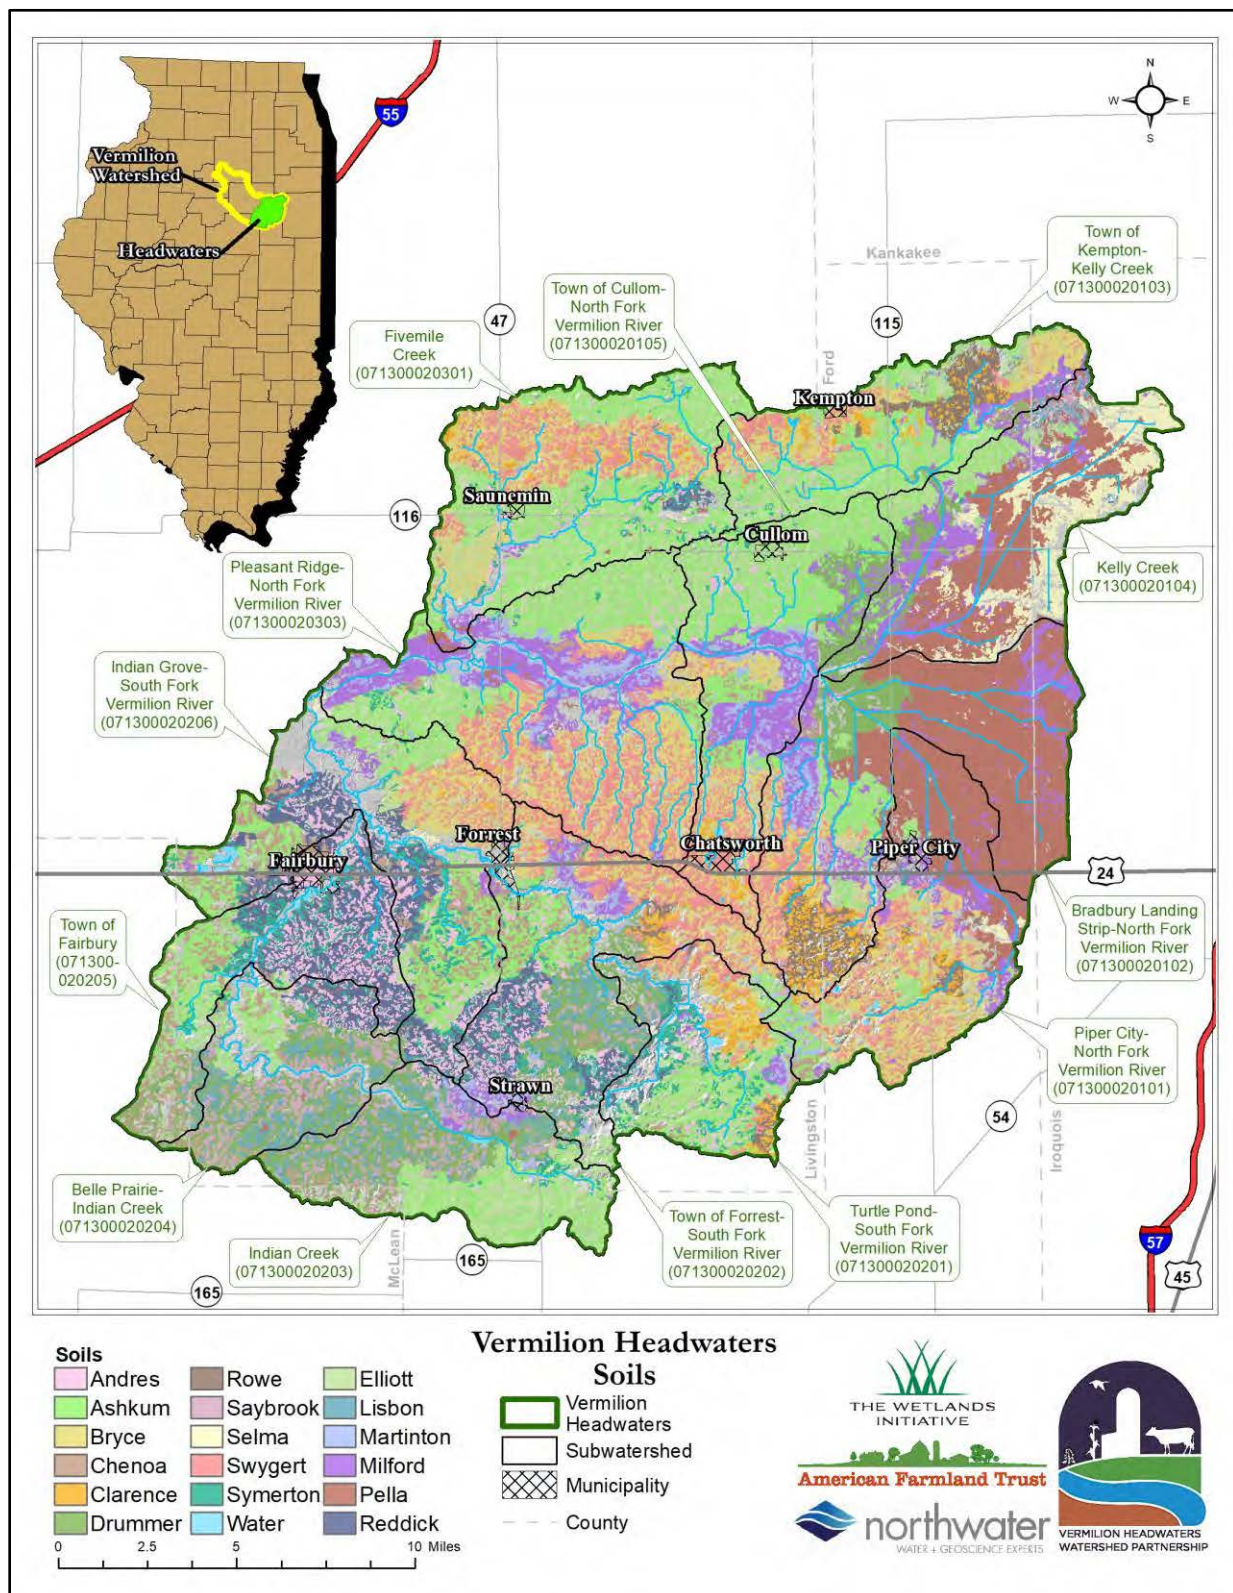 N
W
E
S
55
Vermilion
Watershed
Headwaters
Kankakee
Town of
Kempton-
Kelly Creek
(071300020103)
Town of Cullom-
North Fork
Vermilion River
(071300020105)
47
115
Fivemile
Creek
(071300020301)
Ford
Kempton
Saunemin
116
Cullom
Pleasant Ridge-
North Fork
Vermilion River
(071300020303)
Kelly Creek
(071300020104)
Indian Grove-
South Fork
Vermilion River
(071300020206)
Forrest
Chatsworth
Piper City
Fairbury
24
Town of
Fairbury
(071300-
020205)
Bradbury Landing
Strip-North Fork
Vermilion River
(071300020102)
Piper City-
North Fork
Vermilion River
(071300020101)
Strawn
54
Livingston
Iroquois
Belle Prairie-
Indian Creek
(071300020204)
Indian Creek
(071300020203)
McLean
165
165
Town of Forrest-
South Fork
Vermilion River
(071300020202)
Turtle Pond-
South Fork
Vermilion River
(071300020201)
57
45
Vermilion Headwaters
Soils
Soils
Andres
Ashkum
Bryce
Chenoa
Clarence
Drummer
Rowe
Saybrook
Selma
Swygert
Symerton
Water
Elliott
Lisbon
Martinton
Milford
Pella
Reddick
Vermilion
Headwaters
Subwatershed
Municipality
County
0 2.5 5 10 Miles
THE WETLANDS
INITIATIVE
American Farmland Trust
northwater
WATER + GEOSCIENCE EXPERTS
VERMILION HEADWATERS
WATERSHED PARTNERSHIP